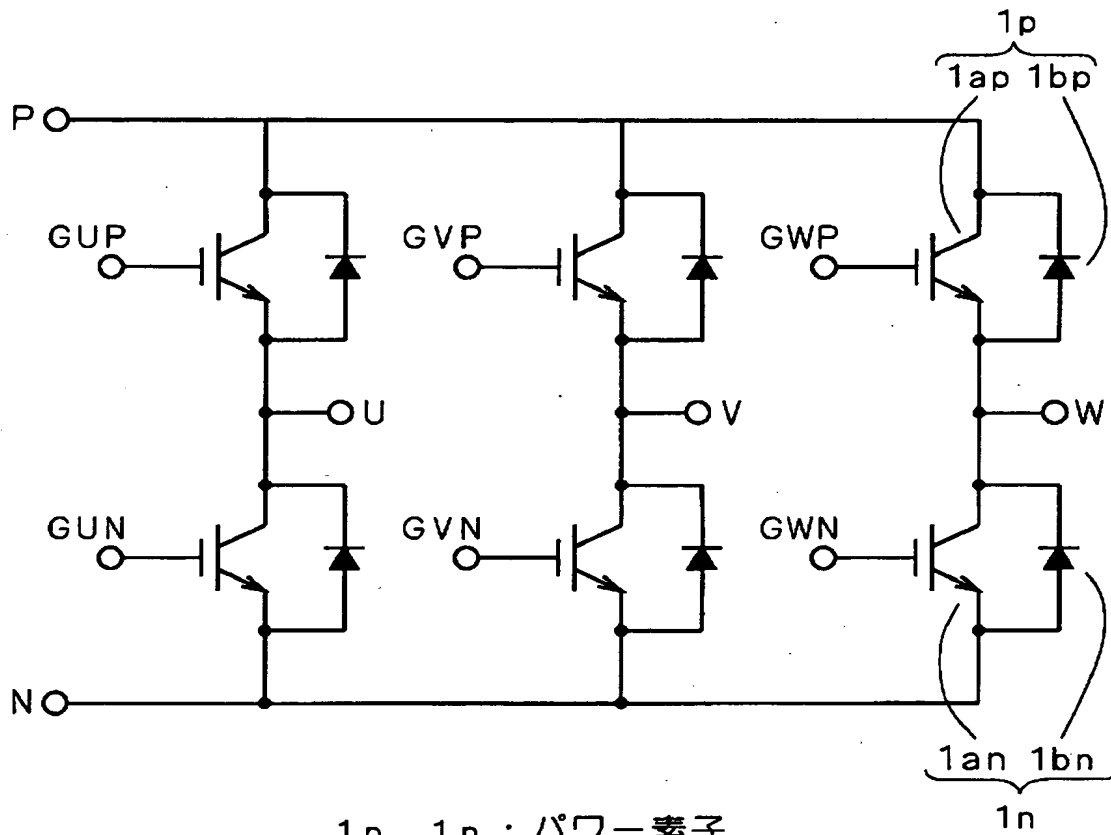 1p
1ap 1bp
P
GUP
GVP
GWP
U
V
W
GUN
GVN
GWN
N
1an 1bn
1n
1p, 1n:パワー素子